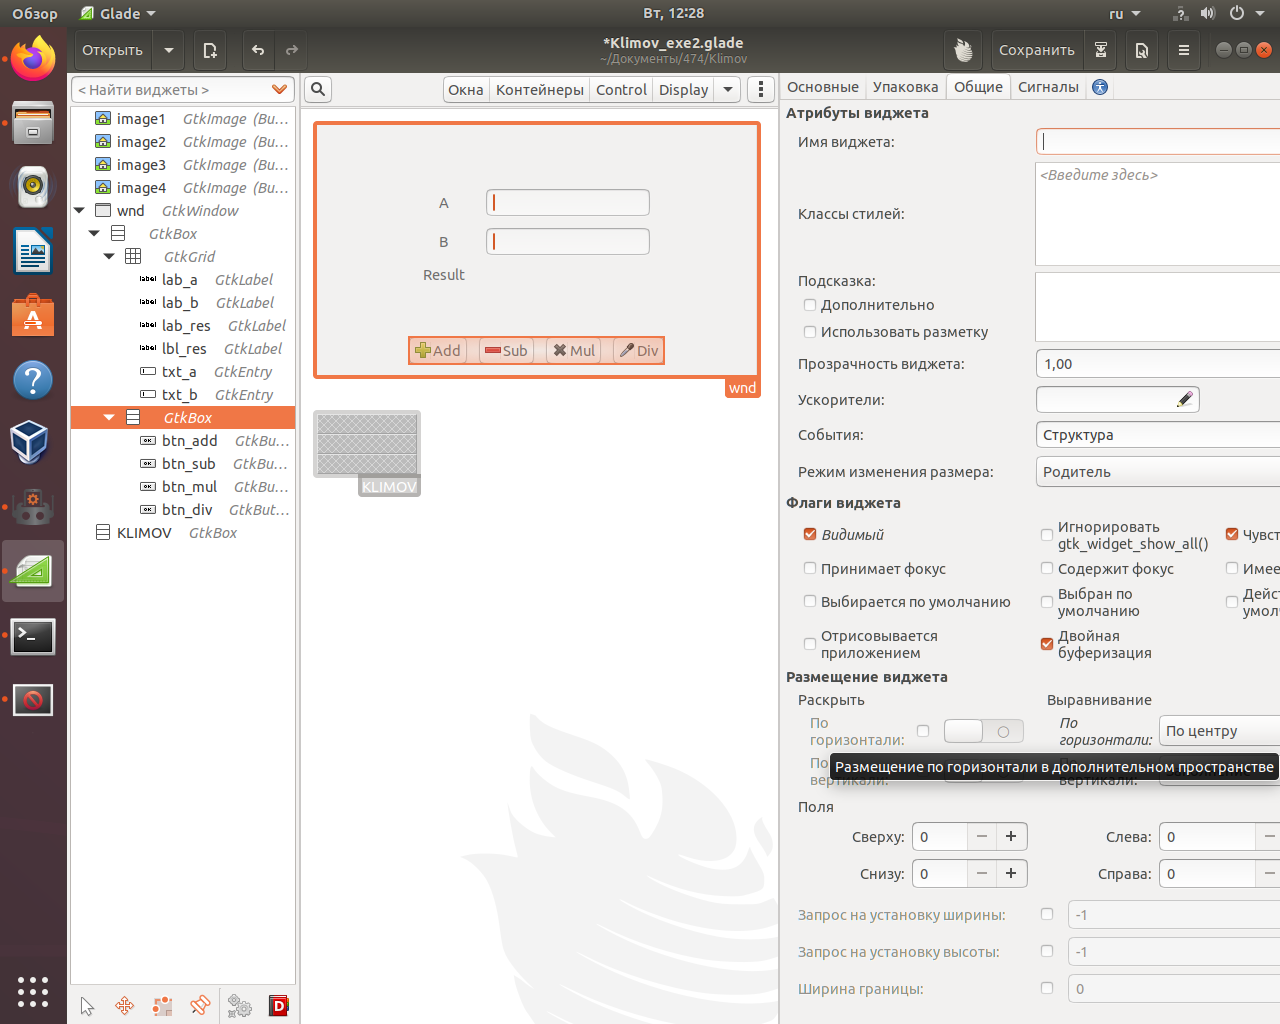 Обзор
Glade
Вт, 12:28
ru
Открыть
*Klimov_exe2.glade
~/Документы/474/Klimov
Сохранить
< Найти виджеты >
Окна
Контейнеры
Control
Display
Основные
Упаковка
Общие
Сигналы
image1 GtkImage (Bu…
image2 GtkImage (Bu…
image3 GtkImage (Bu…
image4 GtkImage (Bu…
wnd GtkWindow
GtkBox
GtkGrid
lab_a GtkLabel
lab_b GtkLabel
lab_res GtkLabel
lbl_res GtkLabel
txt_a GtkEntry
txt_b GtkEntry
GtkBox
btn_add GtkBu…
btn_sub GtkBu…
btn_mul GtkBu…
btn_div GtkBut…
KLIMOV GtkBox
A
B
Result
Add
Sub
Mul
Div
wnd
KLIMOV
Атрибуты виджета
Имя виджета:
Классы стилей:
<Введите здесь>
Подсказка:
Дополнительно
Использовать разметку
Прозрачность виджета:
1,00
Ускорители:
События:
Структура
Режим изменения размера:
Родитель
Флаги виджета
Видимый
Игнорировать
gtk_widget_show_all()
Чувст
Принимает фокус
Содержит фокус
Имее
Выбирается по умолчанию
Выбран по
умолчанию
Дейс
умол
Отрисовывается
приложением
Двойная
буферизация
Размещение виджета
Раскрыть
Выравнивание
По
горизонтали:
По
горизонтали:
По центру
По
вертикали:
вертикали:
Размещение по горизонтали в дополнительном пространстве
Поля
Сверху:
0
Слева:
0
Снизу:
0
Справа:
0
Запрос на установку ширины:
-1
Запрос на установку высоты:
-1
Ширина границы:
0